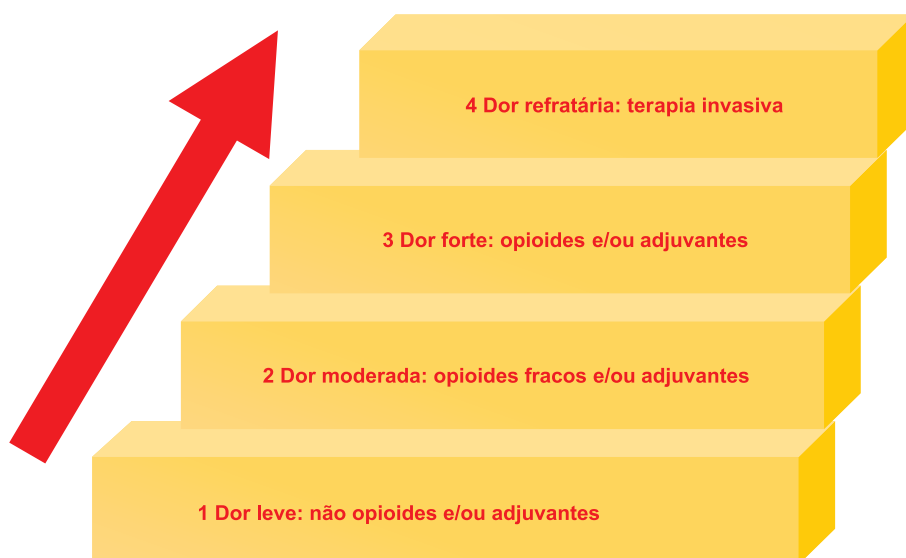 4 Dor refratária: terapia invasiva
3 Dor forte: opioides e/ou adjuvantes
2 Dor moderada: opioides fracos e/ou adjuvantes
1 Dor leve: não opioides e/ou adjuvantes